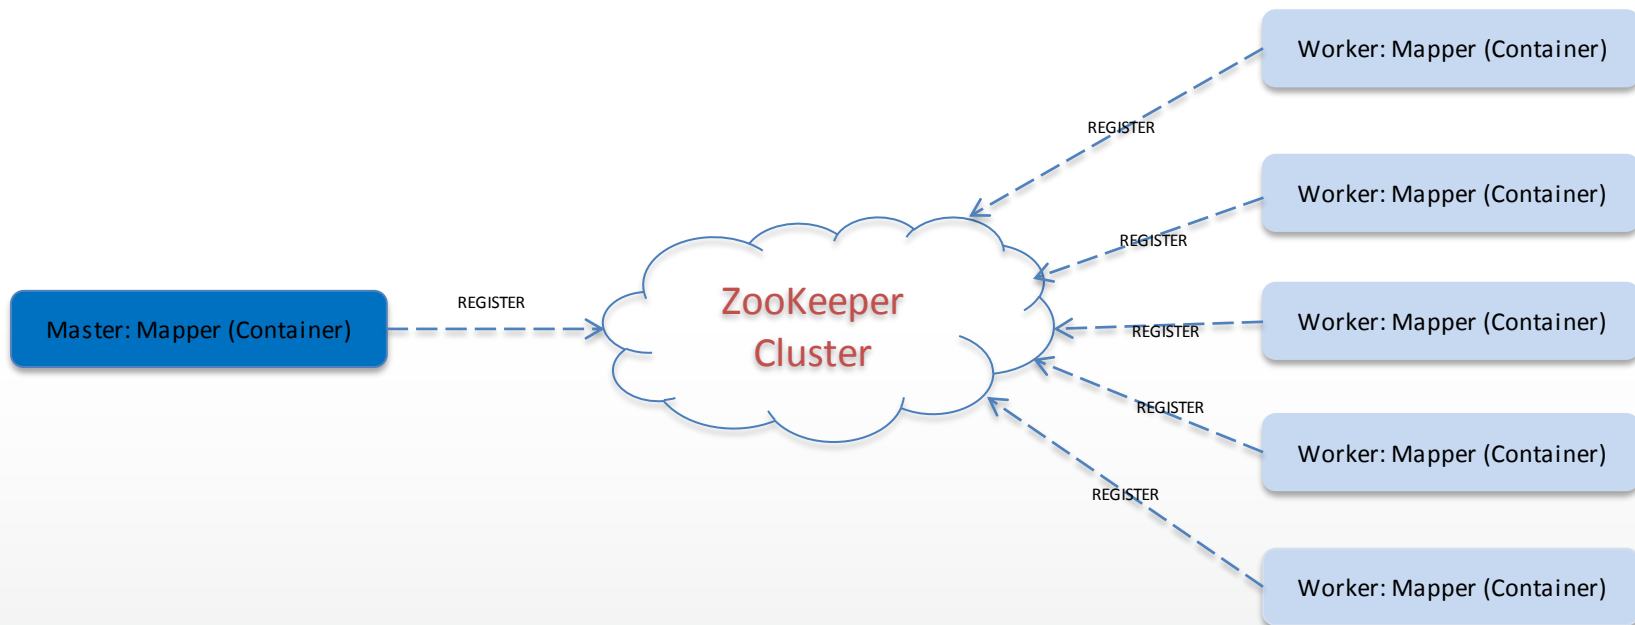 Worker: Mapper (Container)
REGISTER
Worker: Mapper (Container)
REGISTER
Master: Mapper (Container)
REGISTER
ZooKeeper
Cluster
Worker: Mapper (Container)
REGISTER
Worker: Mapper (Container)
REGISTER
Worker: Mapper (Container)
REGISTER